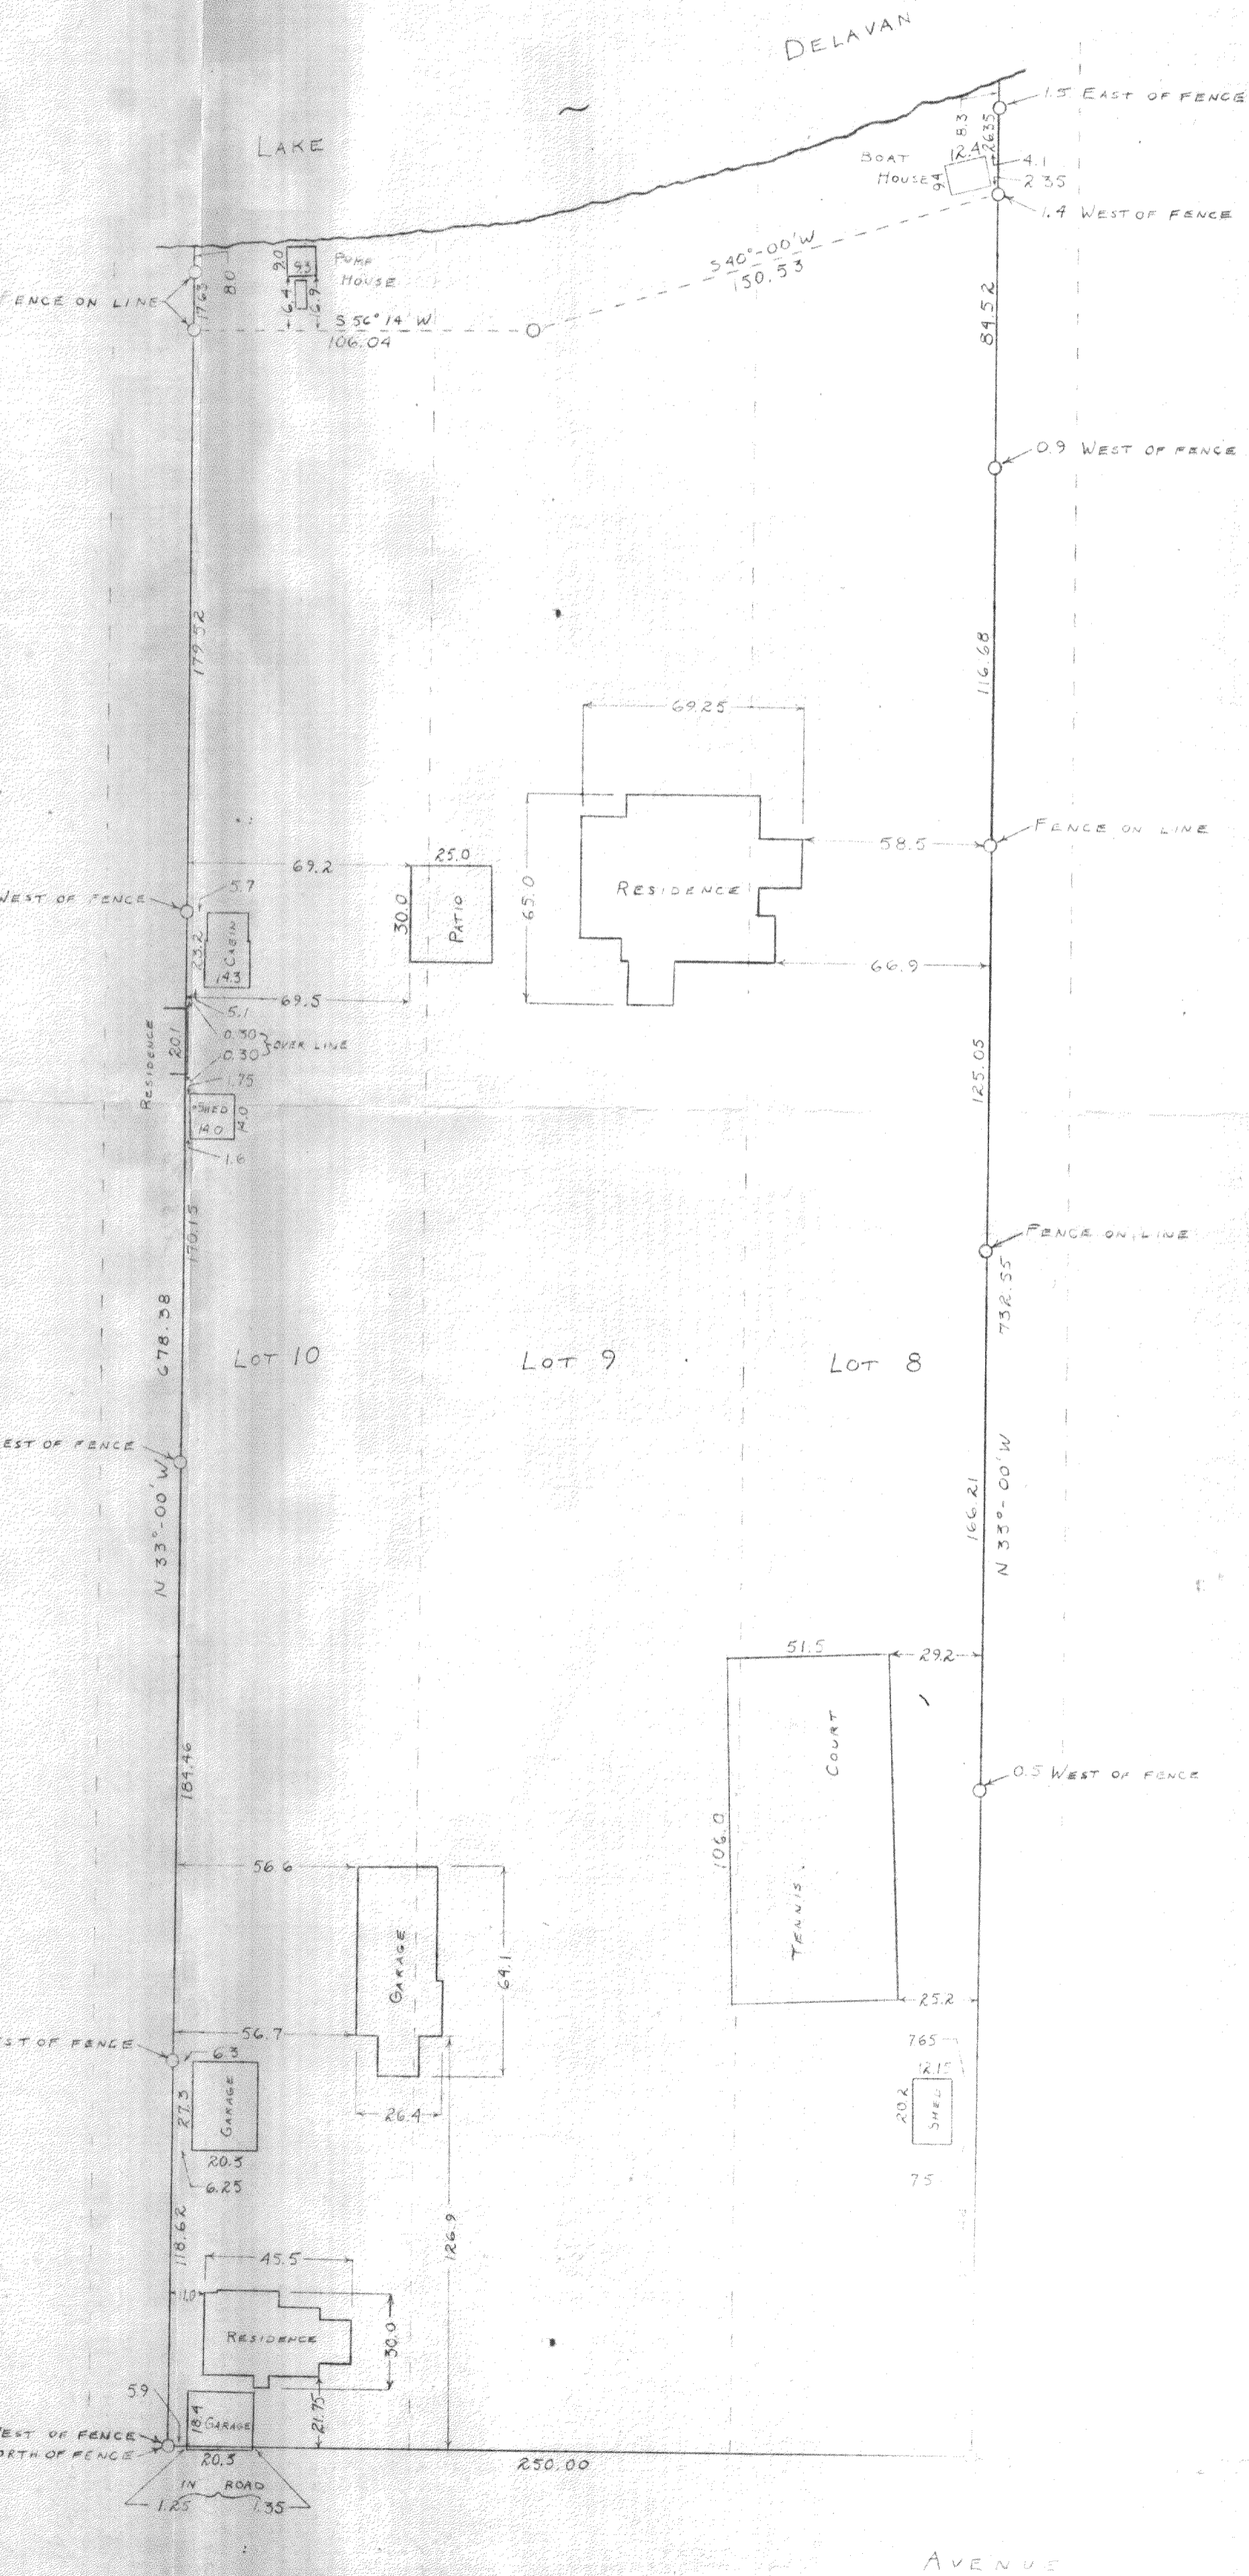 DELAVAN
LAKE
1.5 EAST OF FENCE
8.3
26.35
12.4
BOAT
HOUSE
9.4
4.1
2.35
1.4 WEST OF FENCE
S 40°-00' W
150.53
84.52
FENCE ON LINE
17.63
8.0
9.0
9.3
PUMP
HOUSE
16.4
16.9
S 56° 14' W
106.04
0.9 WEST OF FENCE
179.52
116.68
69.25
FENCE ON LINE
58.5
69.2
25.0
5.7
WEST OF FENCE
30.0
PATIO
65.0
RESIDENCE
23.2
CABIN
14.3
66.9
69.5
5.1
0.30
0.30
OVER LINE
RESIDENCE
20.1
1.75
SHED
14.0
14.0
1.6
125.05
170.15
FENCE ON LINE
732.55
678.38
LOT 10
LOT 9
LOT 8
EST OF FENCE
N 33°-00' W
166.21
N 33°-00' W
51.5
29.2
TENNIS COURT
106.0
184.46
0.5 WEST OF FENCE
56.6
GARAGE
64.1
25.2
56.7
ST OF FENCE
6.3
27.3
GARAGE
20.3
6.25
26.4
765
12.15
20.2
SHED
75
118.62
126.9
45.5
11.0
RESIDENCE
30.0
59
18.4
GARAGE
21.75
EST OF FENCE
ORTH OF FENCE
20.3
250.00
IN ROAD
1.25
1.35
AVENUE